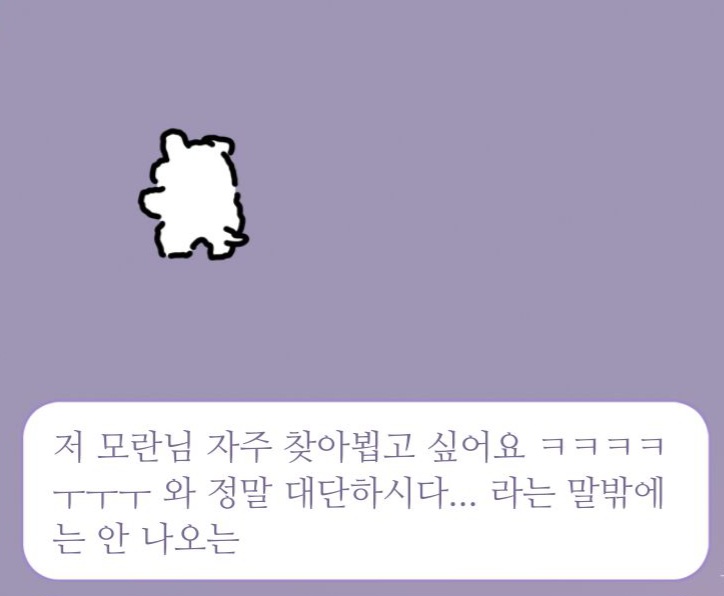 저 모란님 자주 찾아뵙고 싶어요 ㅋㅋㅋㅋ
ㅜㅜㅜ 와 정말 대단하시다... 라는 말밖에
는 안 나오는